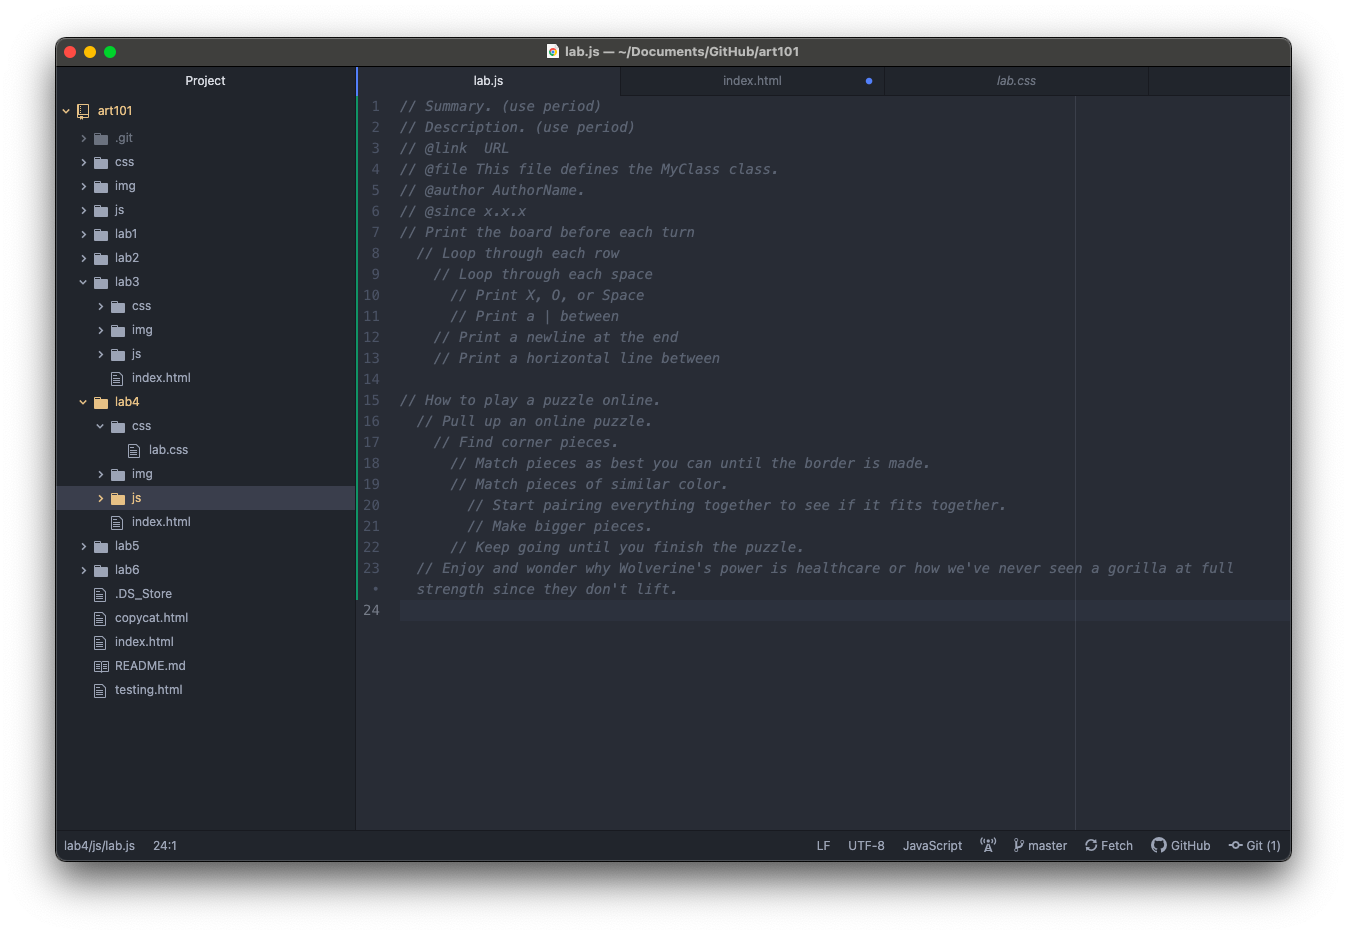 lab.js — ~/Documents/GitHub/art101
Project
lab.js
index.html
lab.css
art101
.git
css
img
js
lab1
lab2
lab3
css
img
js
index.html
lab4
css
lab.css
img
js
index.html
lab5
lab6
.DS_Store
copycat.html
index.html
README.md
testing.html
1 // Summary. (use period)
2 // Description. (use period)
3 // @link  URL
4 // @file This file defines the MyClass class.
5 // @author AuthorName.
6 // @since x.x.x
7 // Print the board before each turn
8   // Loop through each row
9     // Loop through each space
10       // Print X, O, or Space
11       // Print a | between
12     // Print a newline at the end
13     // Print a horizontal line between
14
15 // How to play a puzzle online.
16   // Pull up an online puzzle.
17     // Find corner pieces.
18       // Match pieces as best you can until the border is made.
19       // Match pieces of similar color.
20         // Start pairing everything together to see if it fits together.
21         // Make bigger pieces.
22       // Keep going until you finish the puzzle.
23   // Enjoy and wonder why Wolverine's power is healthcare or how we've never seen a gorilla at full
•   strength since they don't lift.
24
lab4/js/lab.js 24:1 LF UTF-8 JavaScript master Fetch GitHub Git (1)